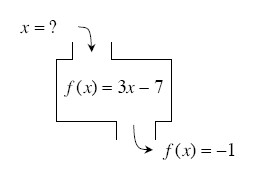 x = ?
f(x) = 3x – 7
f(x) = –1